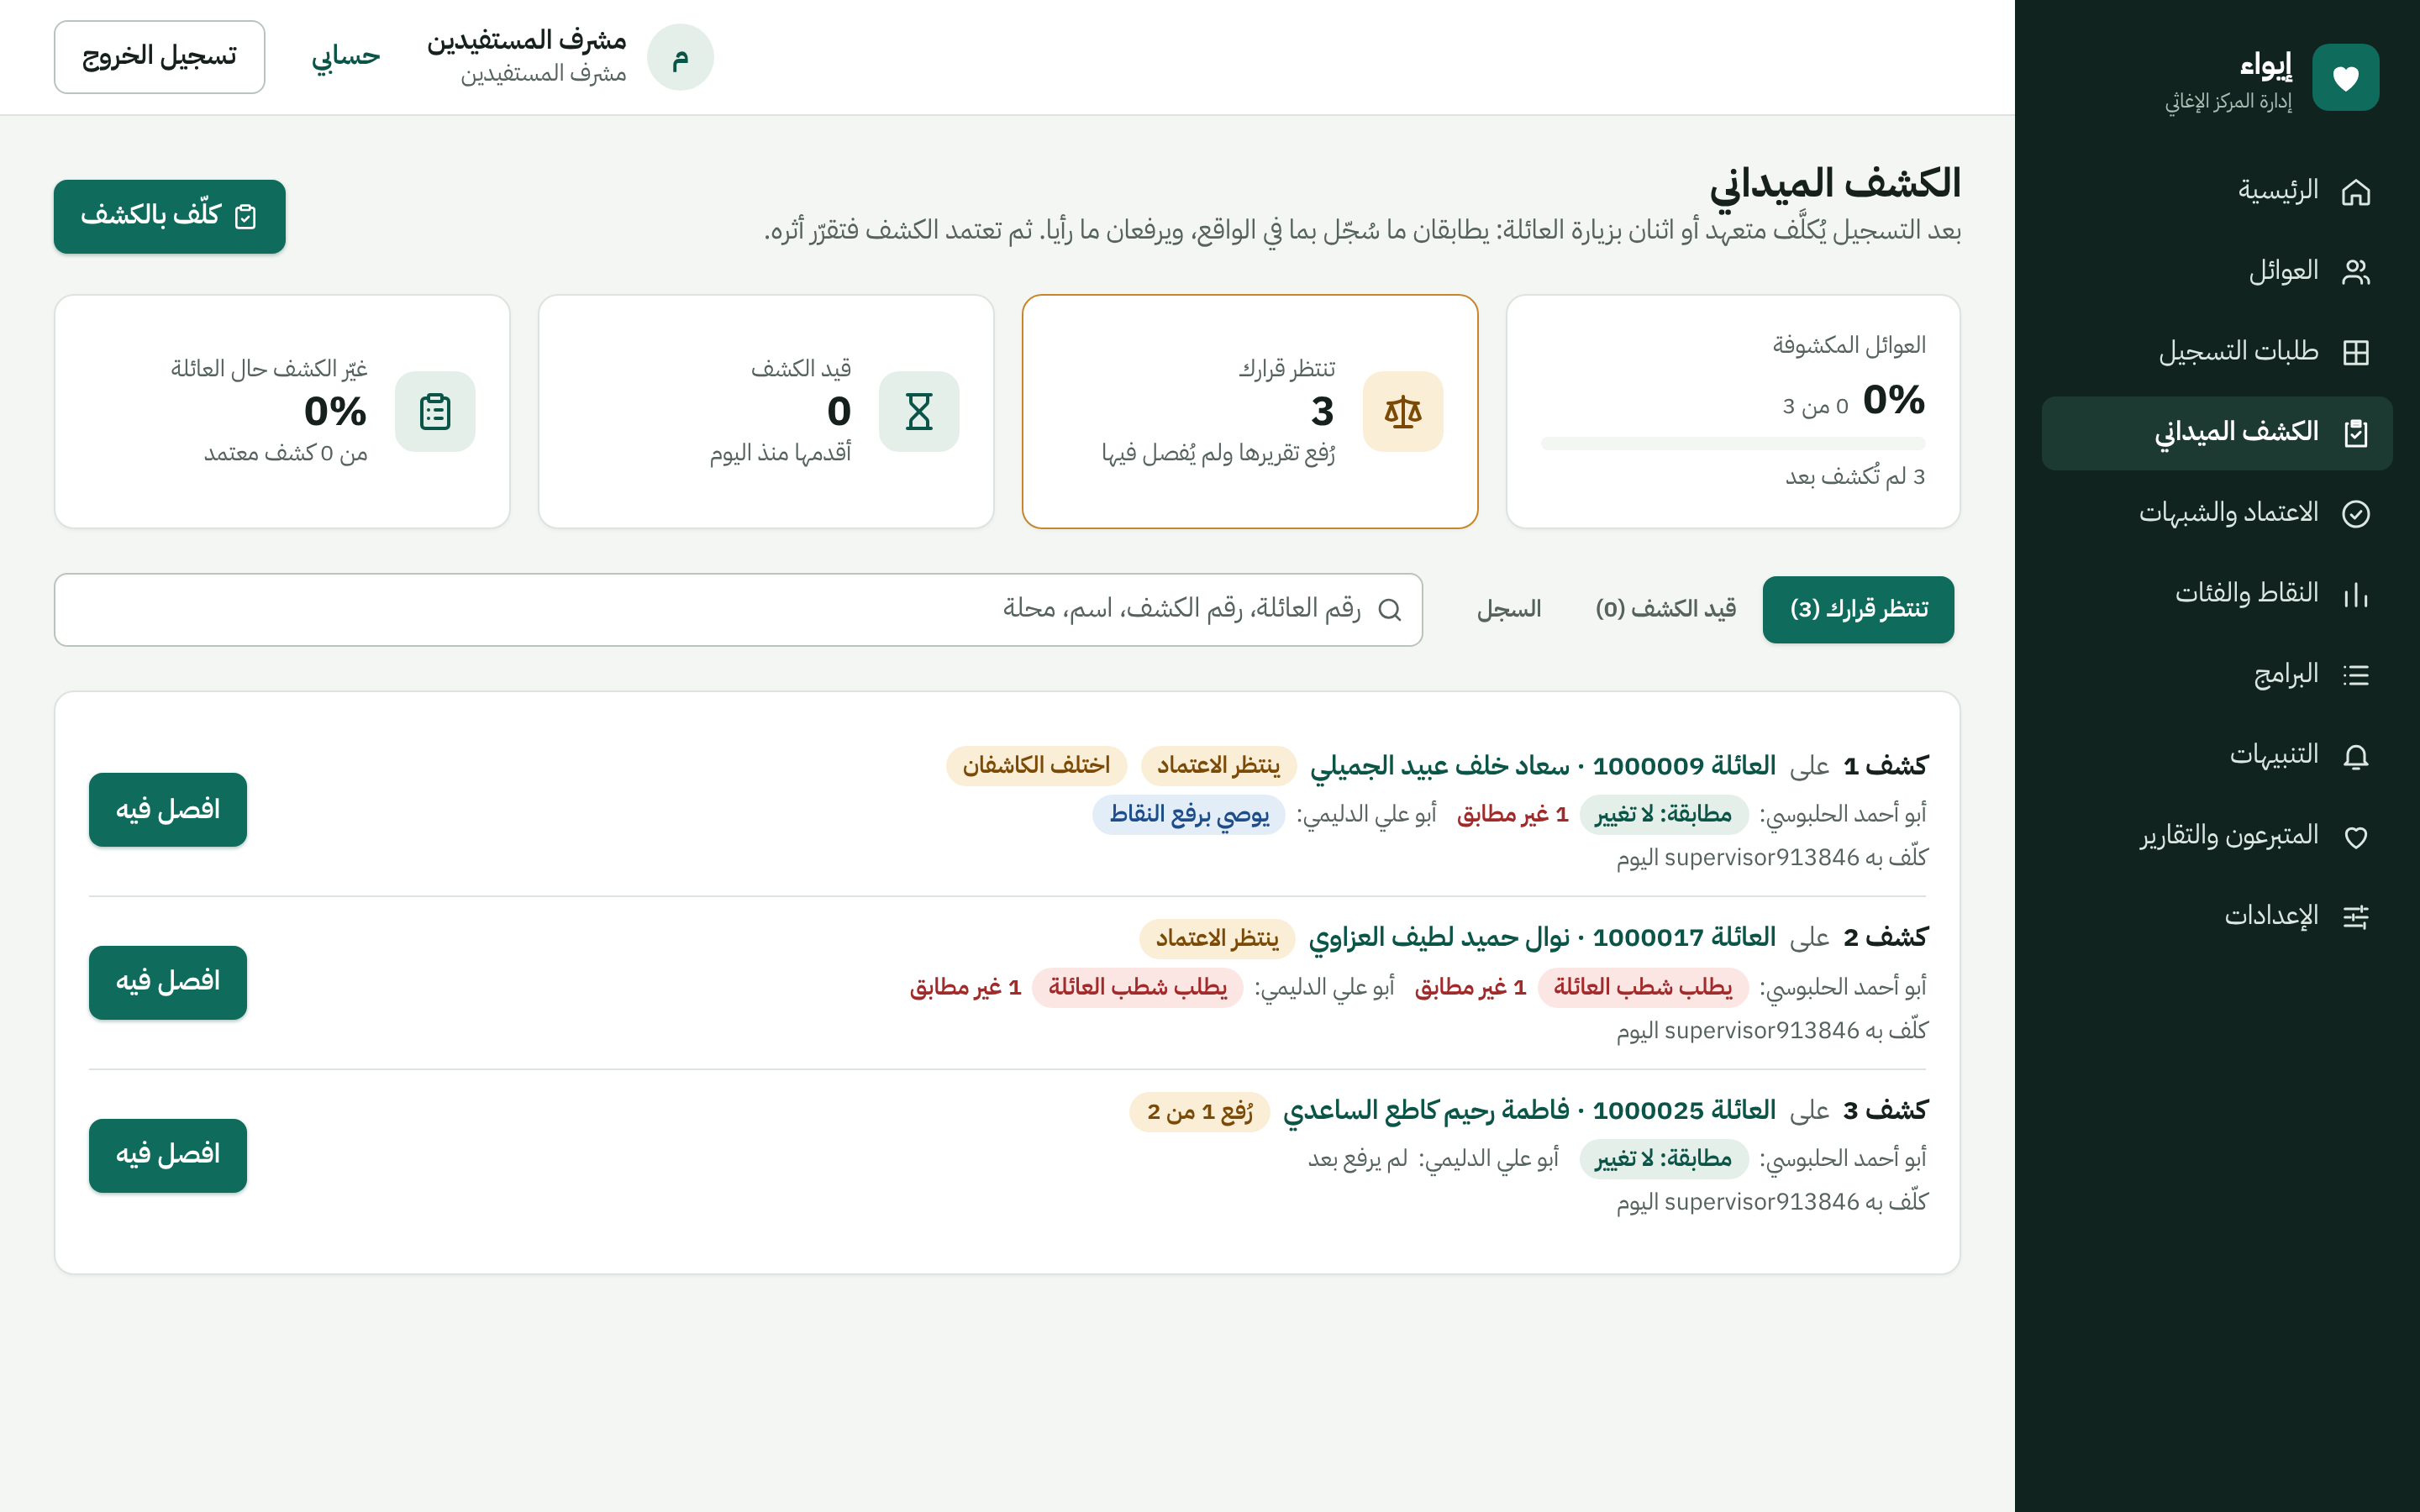 إيواء
إدارة المركز الإغاثي
الرئيسية
العوائل
طلبات التسجيل
الكشف الميداني
الاعتماد والشبهات
النقاط والفئات
البرامج
التنبيهات
المتبرعون والتقارير
الإعدادات
م
مشرف المستفيدين
مشرف المستفيدين
حسابي
تسجيل الخروج
الكشف الميداني
بعد التسجيل يُكلَّف متعهد أو اثنان بزيارة العائلة: يطابقان ما سُجّل بما في الواقع، ويرفعان ما رأيا. ثم تعتمد الكشف فتقرّر أثره.
كلّف بالكشف
العوائل المكشوفة
0% 0 من 3
3 لم تُكشف بعد
تنتظر قرارك
3
رُفع تقريرها ولم يُفصل فيها
قيد الكشف
0
أقدمها منذ اليوم
غيّر الكشف حال العائلة
0%
من 0 كشف معتمد
تنتظر قرارك (3)
قيد الكشف (0)
السجل
رقم العائلة، رقم الكشف، اسم، محلة
كشف 1 على العائلة 1000009 · سعاد خلف عبيد الجميلي ينتظر الاعتماد اختلف الكاشفان
أبو أحمد الحلبوسي: مطابقة: لا تغيير 1 غير مطابق أبو علي الدليمي: يوصي برفع النقاط
كلّف به supervisor913846 اليوم
افصل فيه
كشف 2 على العائلة 1000017 · نوال حميد لطيف العزاوي ينتظر الاعتماد
أبو أحمد الحلبوسي: يطلب شطب العائلة 1 غير مطابق أبو علي الدليمي: يطلب شطب العائلة 1 غير مطابق
كلّف به supervisor913846 اليوم
افصل فيه
كشف 3 على العائلة 1000025 · فاطمة رحيم كاطع الساعدي رُفع 1 من 2
أبو أحمد الحلبوسي: مطابقة: لا تغيير أبو علي الدليمي: لم يرفع بعد
كلّف به supervisor913846 اليوم
افصل فيه